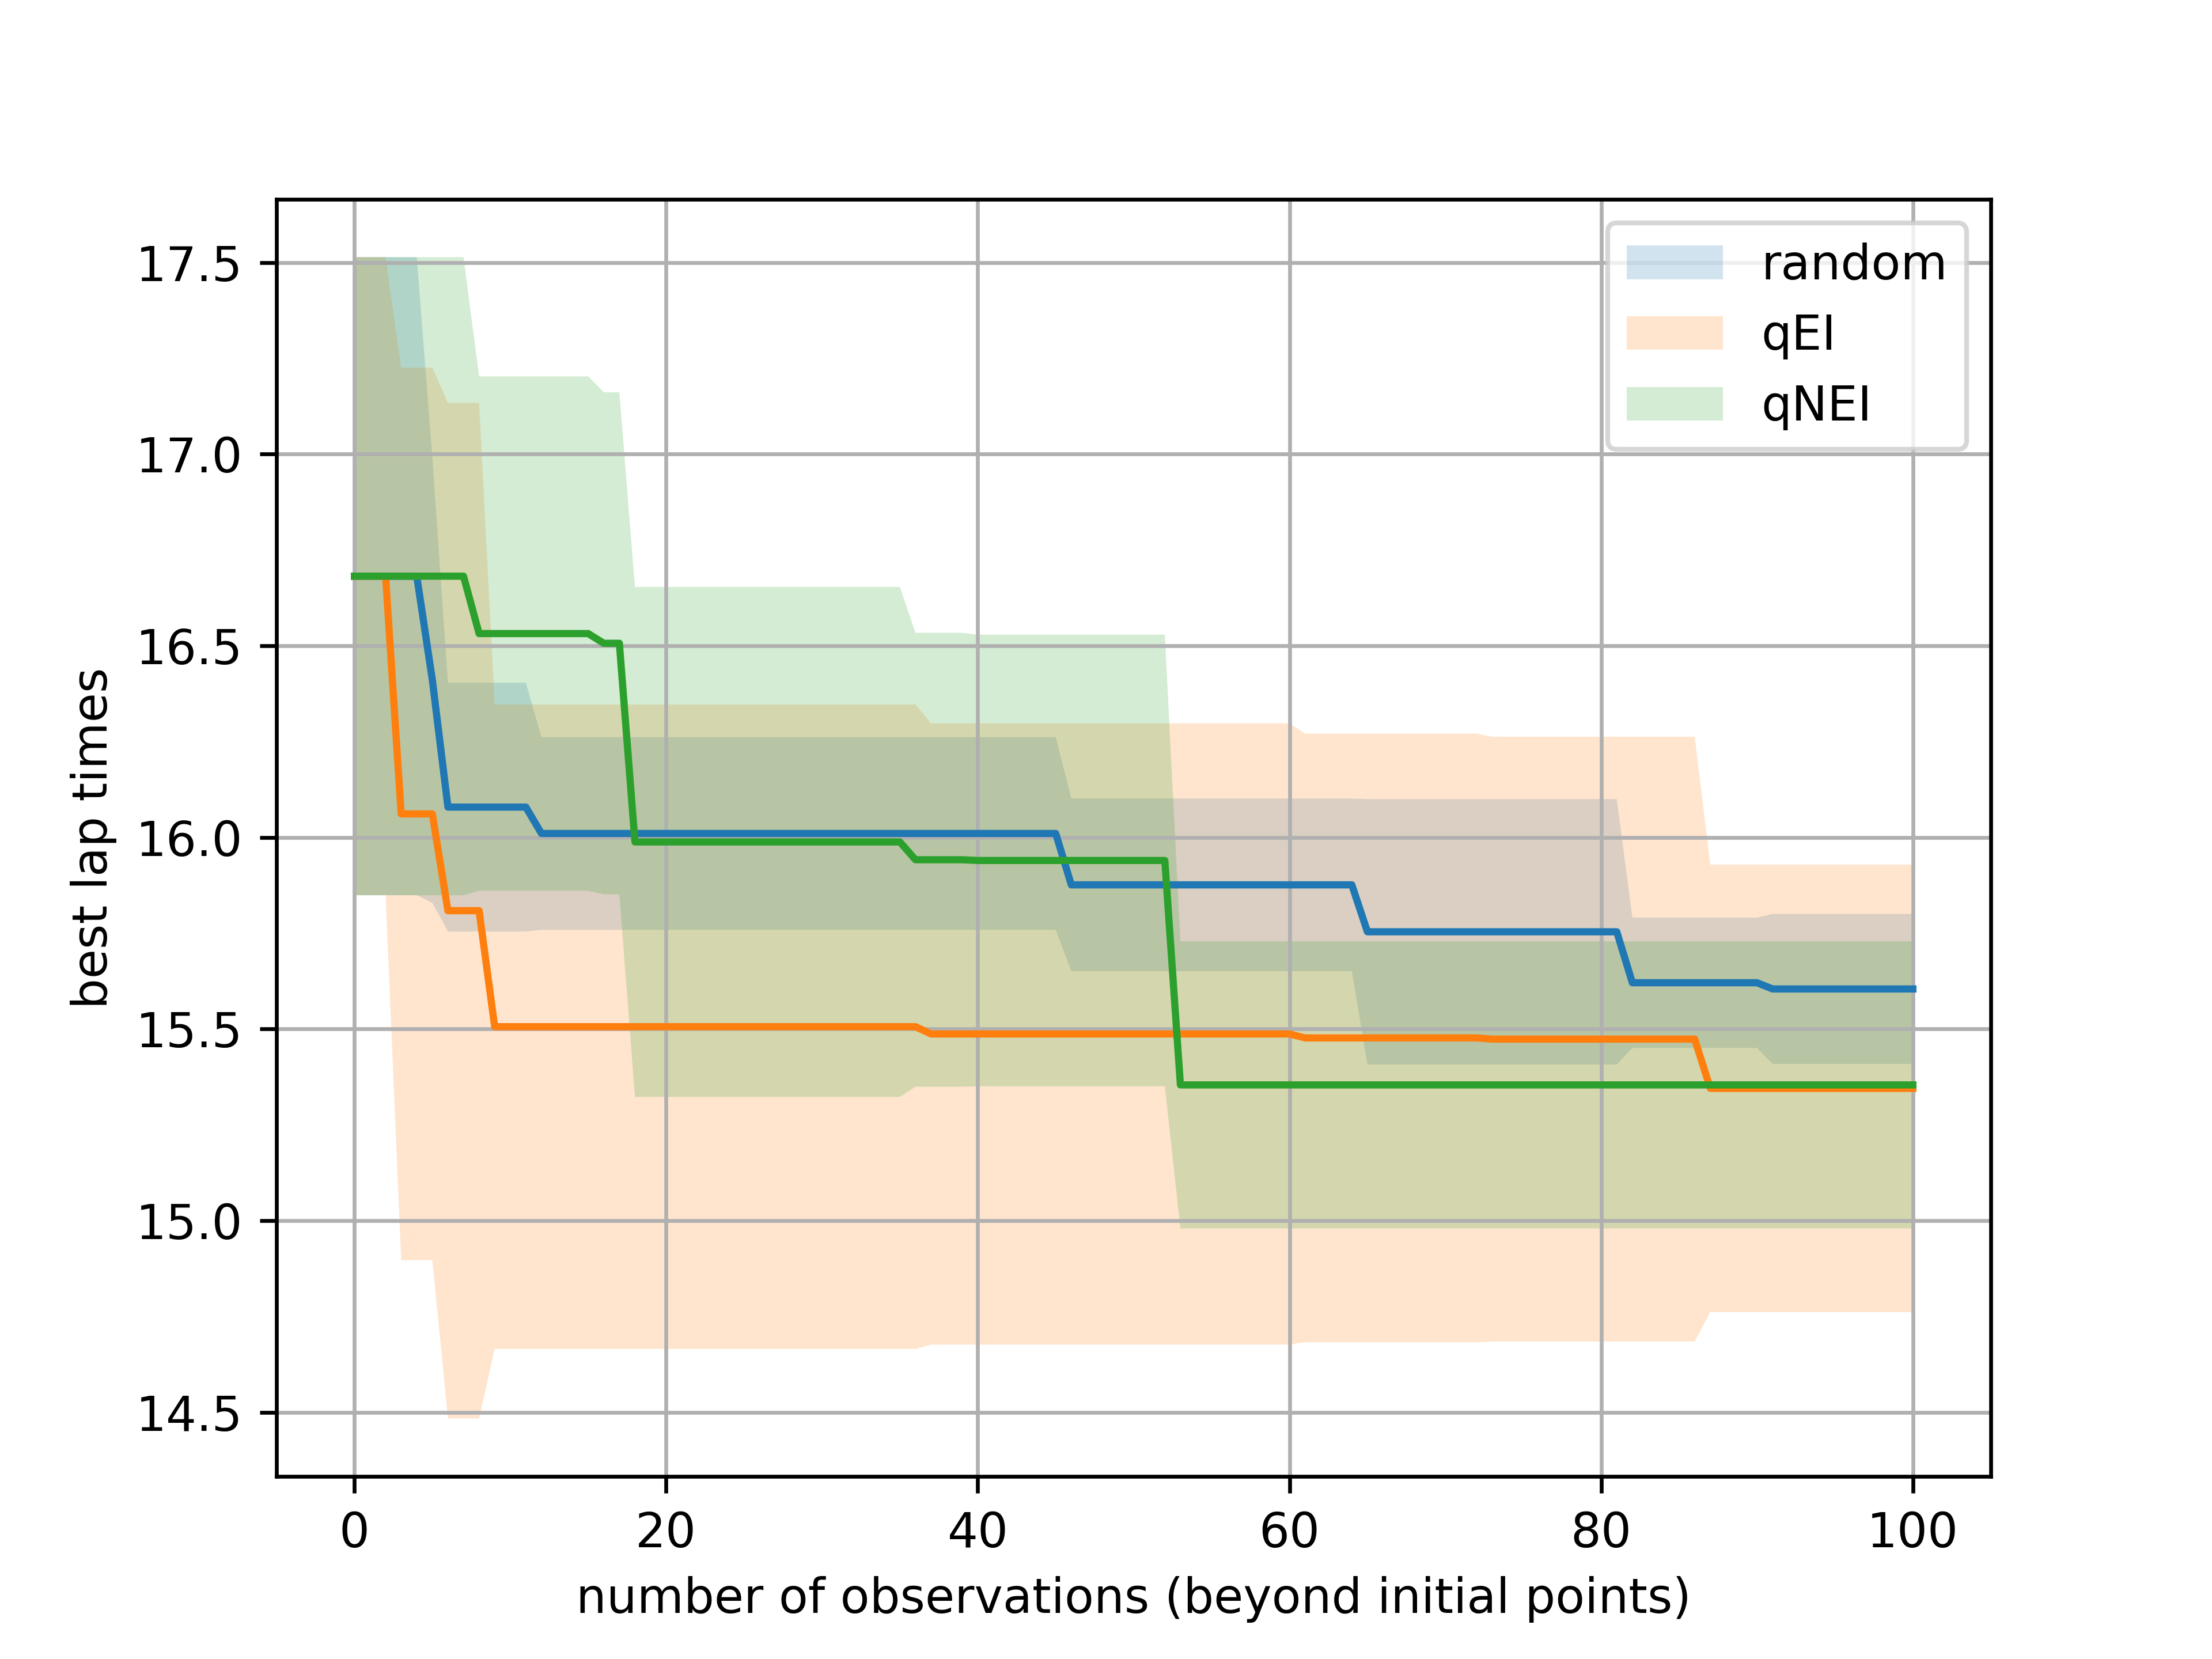 random
qEI
qNEI
17.5
17.0
16.5
16.0
15.5
15.0
14.5
best lap times
0 20 40 60 80 100
number of observations (beyond initial points)